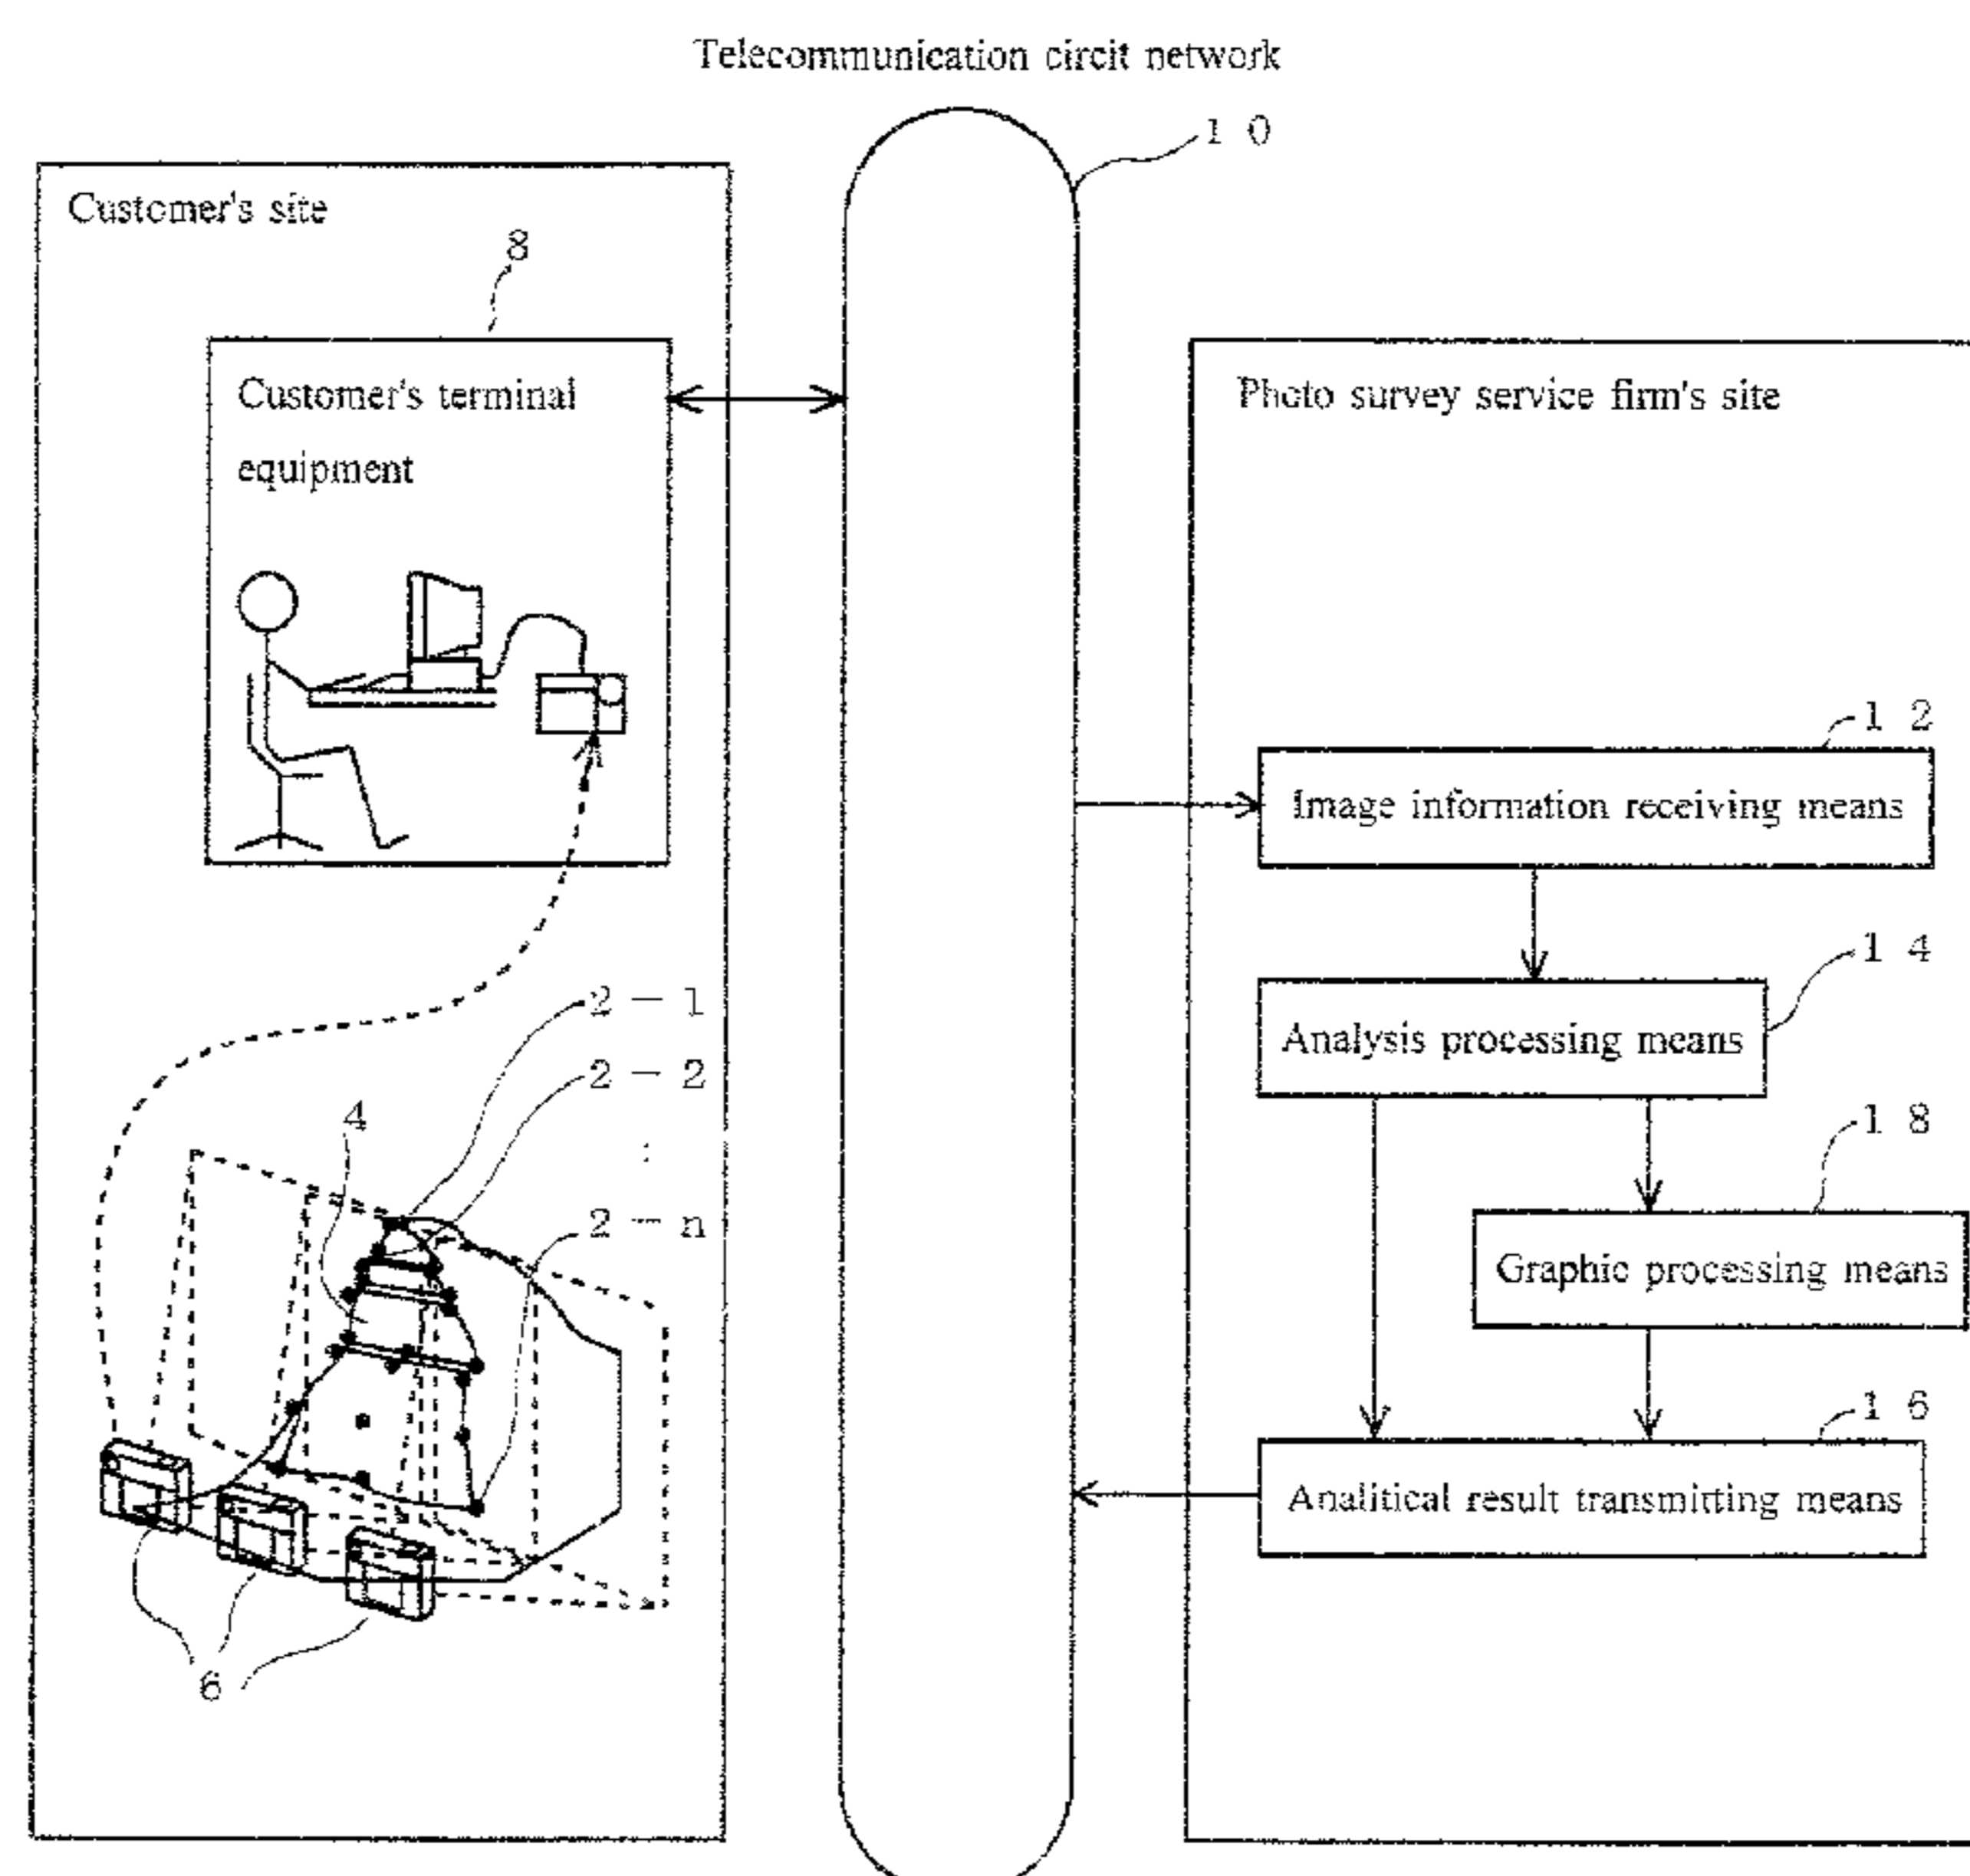 Telecommunication circit network
1 0
Customer's site
8
Customer's terminal
equipment
Photo survey service firm's site
1 2
Image information receiving means
1 4
Analysis processing means
2 − 1
2 − 2
:
2 − n
4
1 8
Graphic processing means
1 6
Analitical result transmitting means
6